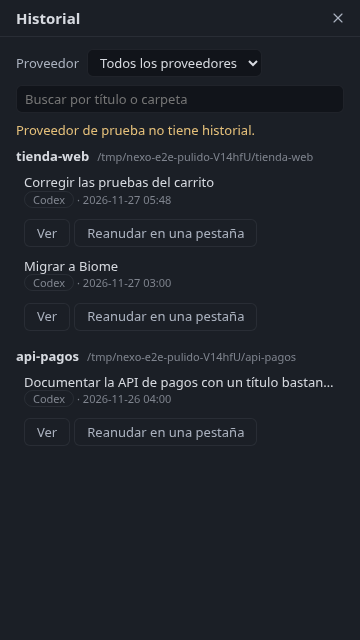 Historial ×
Proveedor Todos los proveedores
Buscar por título o carpeta
Proveedor de prueba no tiene historial.
tienda-web /tmp/nexo-e2e-pulido-V14hfU/tienda-web
Corregir las pruebas del carrito
Codex · 2026-11-27 05:48
Ver Reanudar en una pestaña
Migrar a Biome
Codex · 2026-11-27 03:00
Ver Reanudar en una pestaña
api-pagos /tmp/nexo-e2e-pulido-V14hfU/api-pagos
Documentar la API de pagos con un título bastan...
Codex · 2026-11-26 04:00
Ver Reanudar en una pestaña